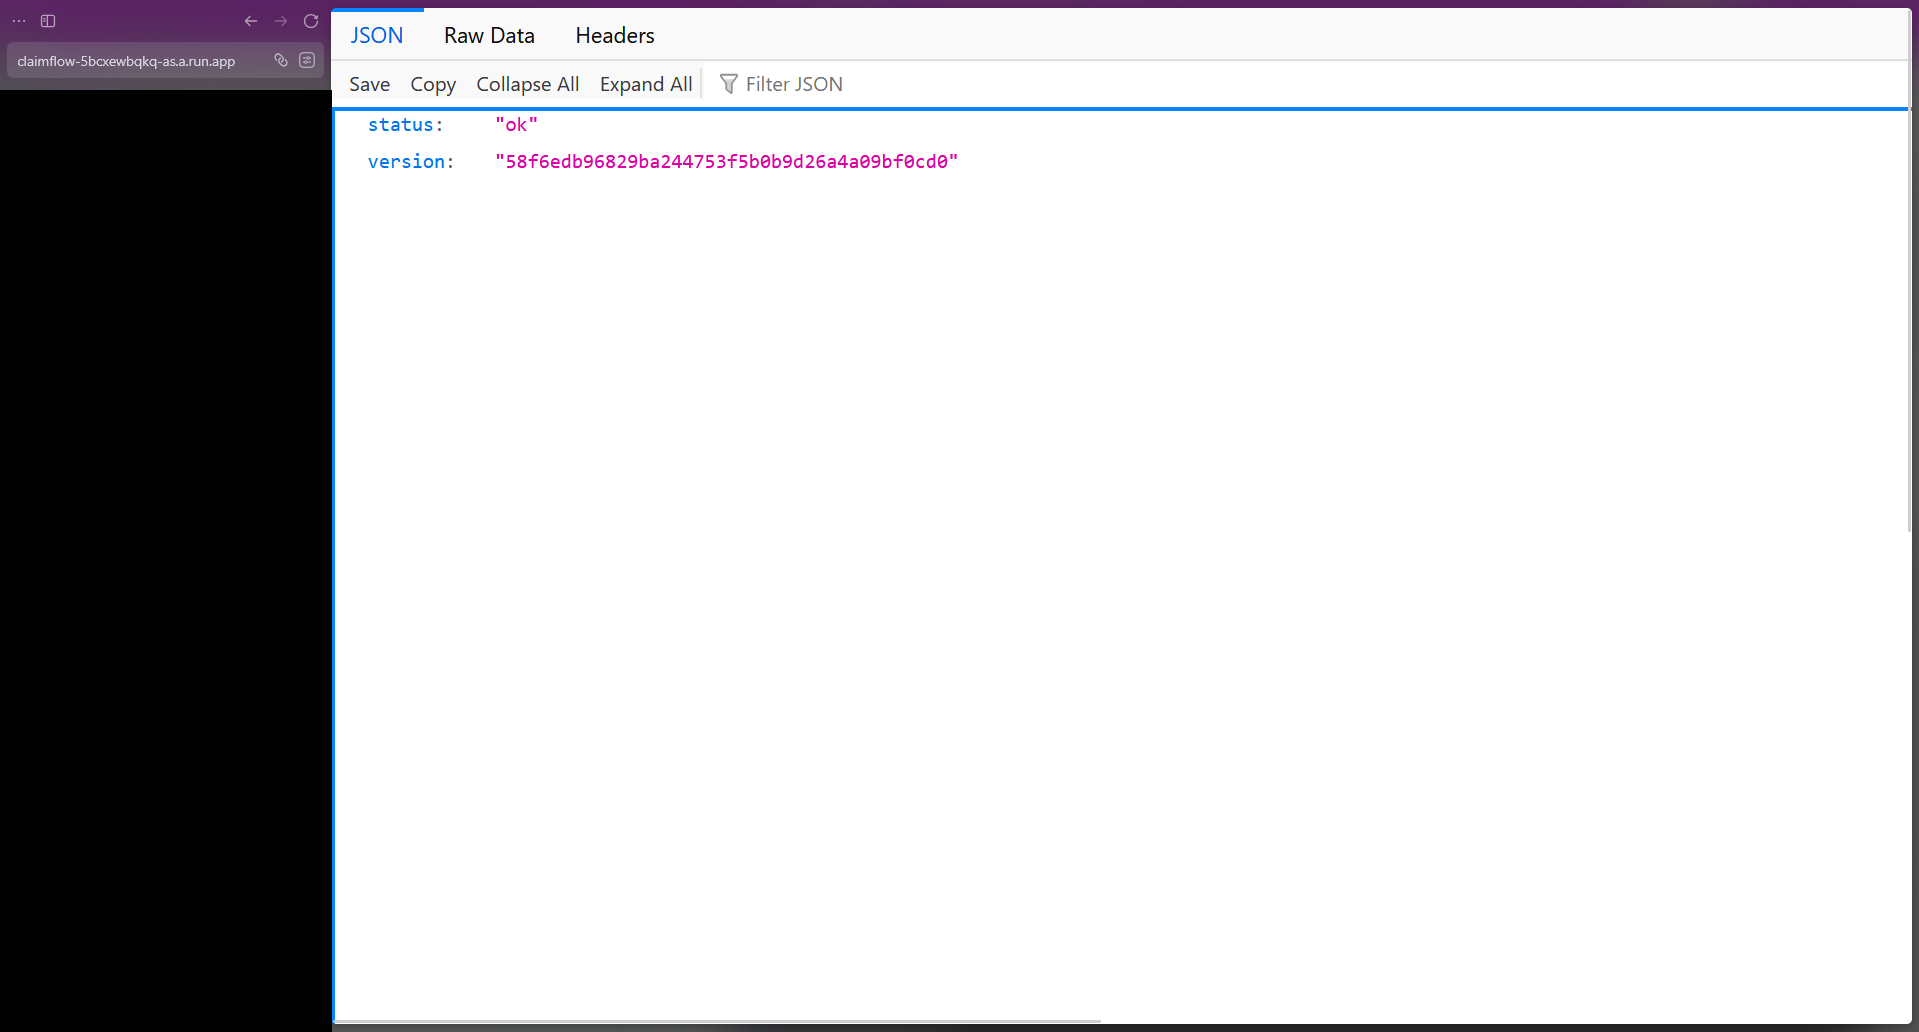 claimflow-5bcxewbqkq-as.a.run.app
JSON Raw Data Headers
Save Copy Collapse All Expand All Filter JSON
status: "ok"
version: "58f6edb96829ba244753f5b0b9d26a4a09bf0cd0"